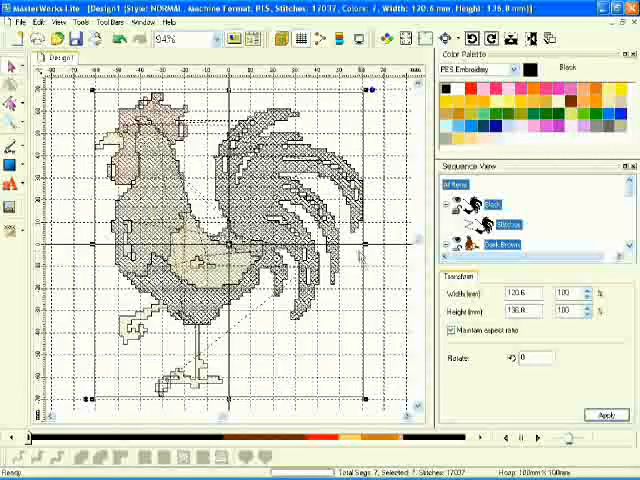 MasterWorks Lite - [Design1 (Style: NORMAL, Machine Format: PES, Stitches: 17037, Colors: 7, Width: 120.6 mm, Height: 136.8 mm)]
File Edit View Tools Tool Bars Window Help
94%
Design1
Color Palette
PES Embroidery
Black
Sequence View
All Items
Black
Stitches
Dark Brown
Transform
Width (mm) 120.6 100 %
Height (mm) 136.8 100 %
Maintain aspect ratio
Rotate: 0
Apply
Ready
Total Segs: 7, Selected: 7 Stitches: 17037
Hoop: 100mm X 100mm